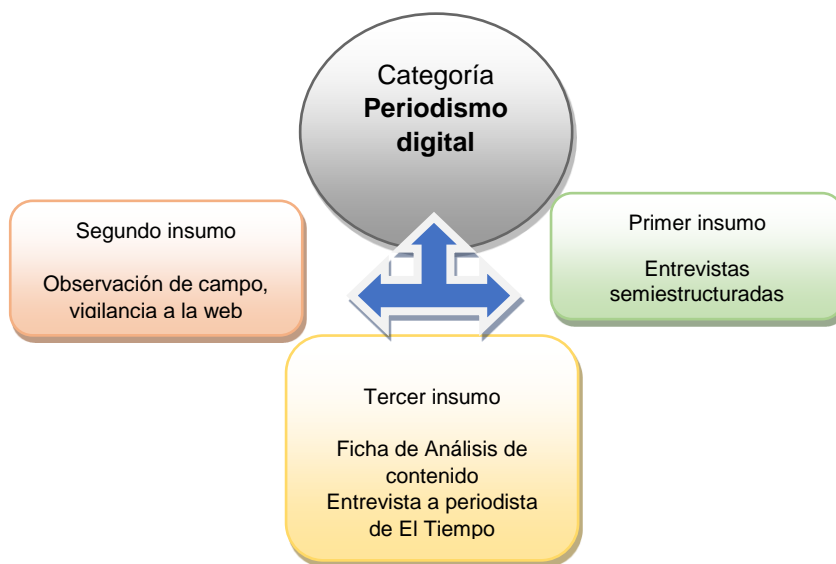 Categoría
Periodismo
digital
Segundo insumo
Observación de campo,
vigilancia a la web
Primer insumo
Entrevistas
semiestructuradas
Tercer insumo
Ficha de Análisis de
contenido
Entrevista a periodista
de El Tiempo